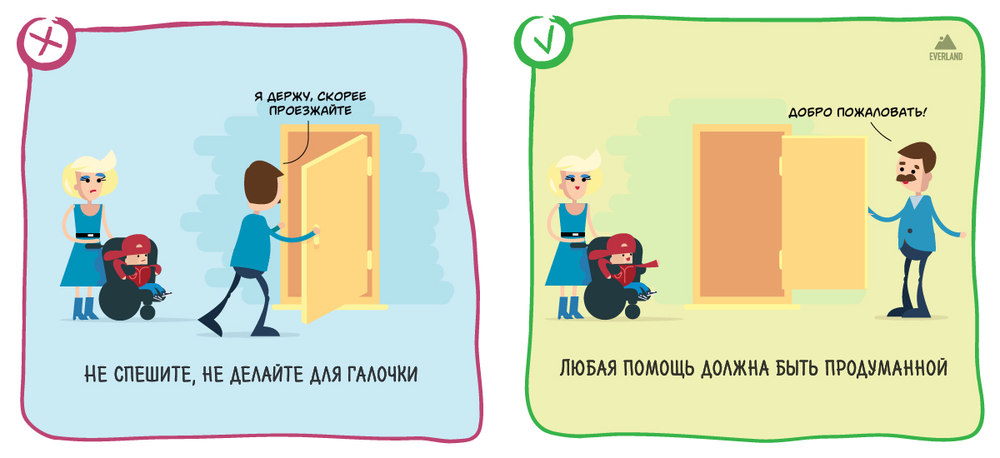 Я ДЕРЖУ, СКОРЕЕ
ПРОЕЗЖАЙТЕ
НЕ СПЕШИТЕ, НЕ ДЕЛАЙТЕ ДЛЯ ГАЛОЧКИ
EVERLAND
ДОБРО ПОЖАЛОВАТЬ!
ЛЮБАЯ ПОМОЩЬ ДОЛЖНА БЫТЬ ПРОДУМАННОЙ